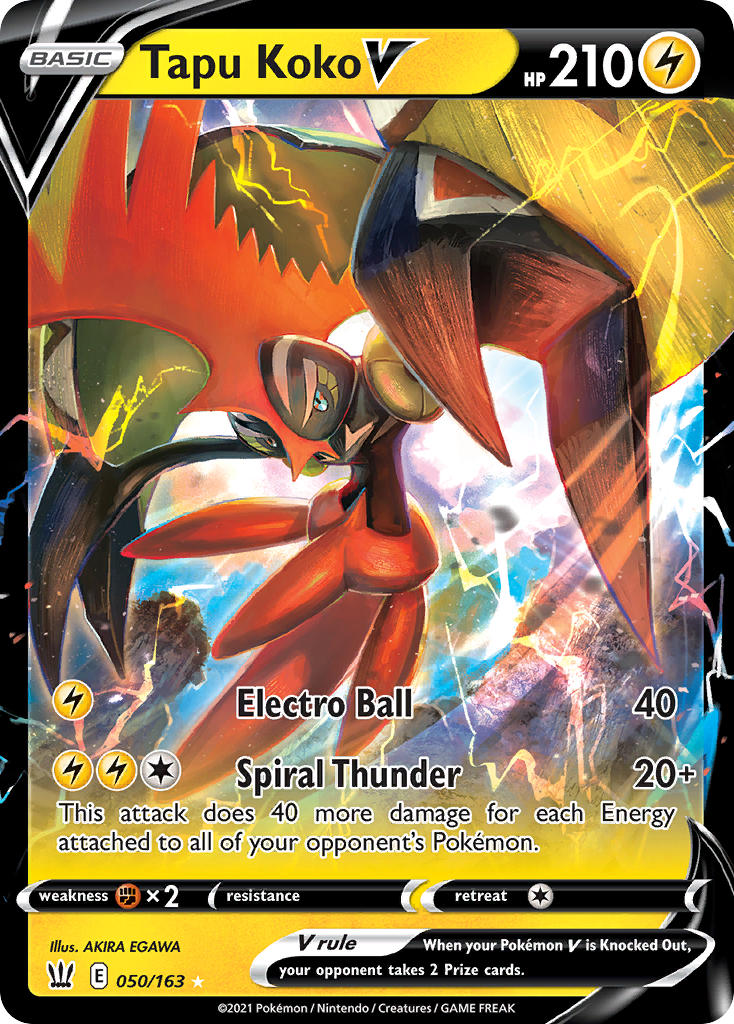 BASIC
Tapu Koko V
HP 210
Electro Ball 40
Spiral Thunder 20+
This attack does 40 more damage for each Energy
attached to all of your opponent's Pokémon.
weakness ×2 resistance retreat
Illus. AKIRA EGAWA
V rule When your Pokémon V is Knocked Out,
your opponent takes 2 Prize cards.
E 050/163
©2021 Pokémon / Nintendo / Creatures / GAME FREAK